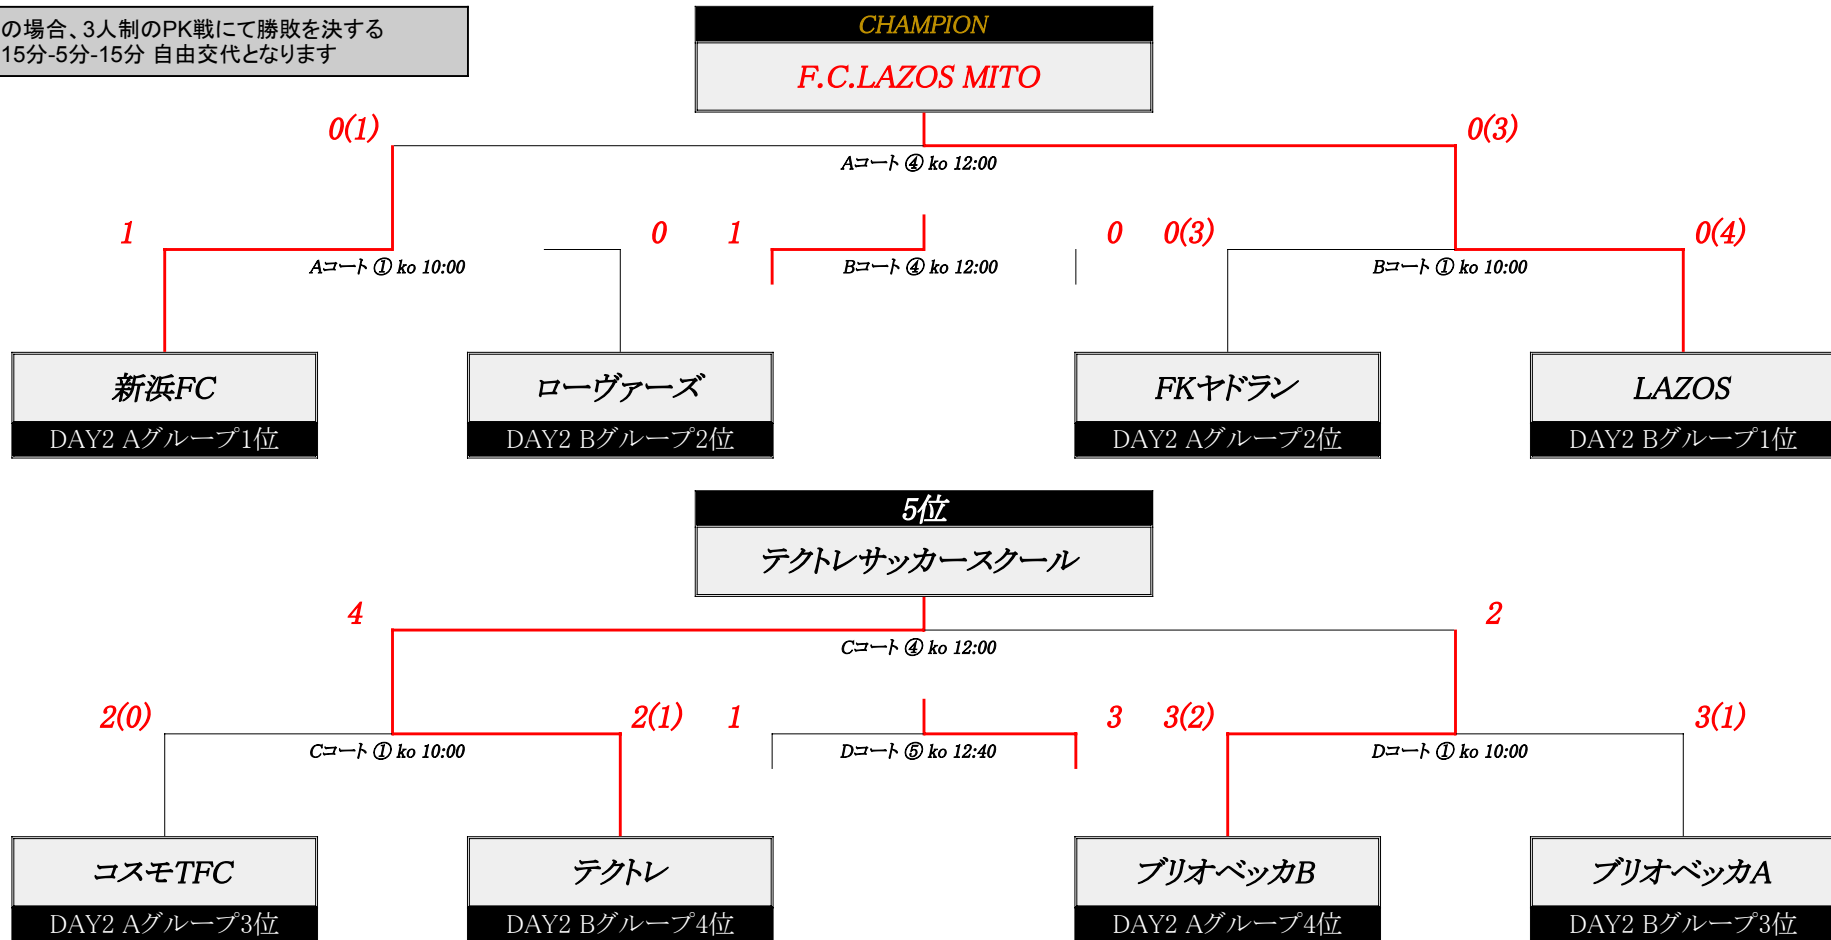 の場合、3人制のPK戦にて勝敗を決する
15分-5分-15分 自由交代となります
CHAMPION
F.C.LAZOS MITO
0(1)
0(3)
Aコート ④ ko 12:00
1
0
1
0
0(3)
0(4)
Aコート ① ko 10:00
Bコート ④ ko 12:00
Bコート ① ko 10:00
新浜FC
ローヴァーズ
FKヤドラン
LAZOS
DAY2 Aグループ1位
DAY2 Bグループ2位
DAY2 Aグループ2位
DAY2 Bグループ1位
5位
テクトレサッカースクール
4
2
Cコート ④ ko 12:00
2(0)
2(1)
1
3
3(2)
3(1)
Cコート ① ko 10:00
Dコート ⑤ ko 12:40
Dコート ① ko 10:00
コスモTFC
テクトレ
ブリオベッカB
ブリオベッカA
DAY2 Aグループ3位
DAY2 Bグループ4位
DAY2 Aグループ4位
DAY2 Bグループ3位